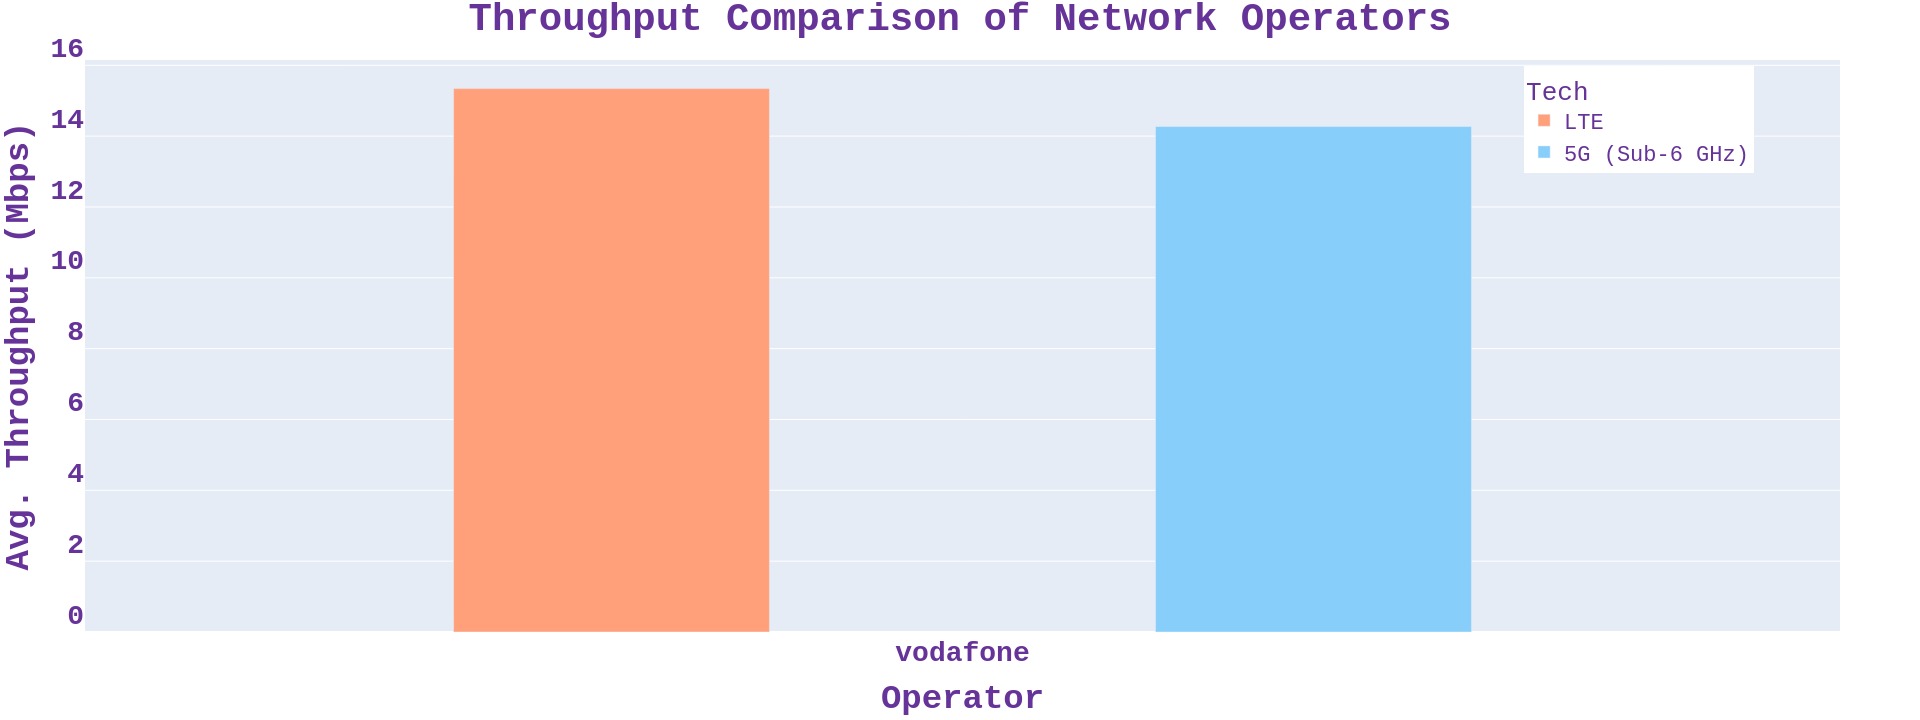 Throughput Comparison of Network Operators
Avg. Throughput (Mbps)
16
14
12
10
8
6
4
2
0
Tech
LTE
5G (Sub-6 GHz)
vodafone
Operator